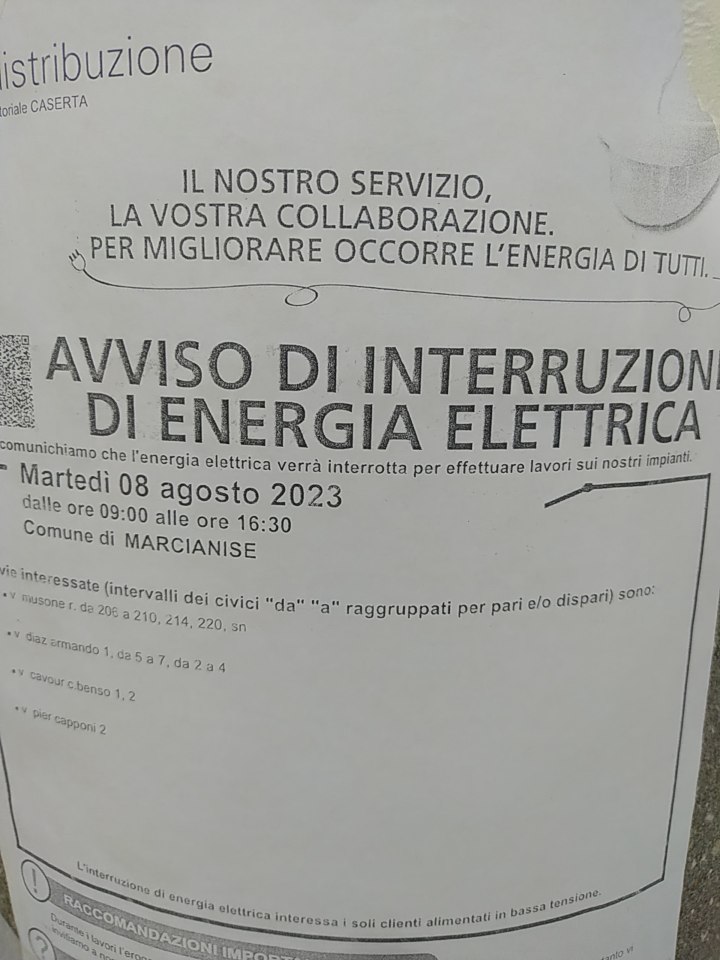 distribuzione
toriale CASERTA
IL NOSTRO SERVIZIO,
LA VOSTRA COLLABORAZIONE.
PER MIGLIORARE OCCORRE L'ENERGIA DI TUTTI.
AVVISO DI INTERRUZIONI
DI ENERGIA ELETTRICA
comunichiamo che l'energia elettrica verrà interrotta per effettuare lavori sui nostri impianti.
Martedì 08 agosto 2023
dalle ore 09:00 alle ore 16:30
Comune di MARCIANISE
vie interessate (intervalli dei civici "da" "a" raggruppati per pari e/o dispari) sono:
• v musone r. da 206 a 210, 214, 220, sn
• v diaz armando 1, da 5 a 7, da 2 a 4
• v cavour c.benso 1, 2
• v pier capponi 2
L'interruzione di energia elettrica interessa i soli clienti alimentati in bassa tensione.
! RACCOMANDAZIONI
Durante i lavori
?